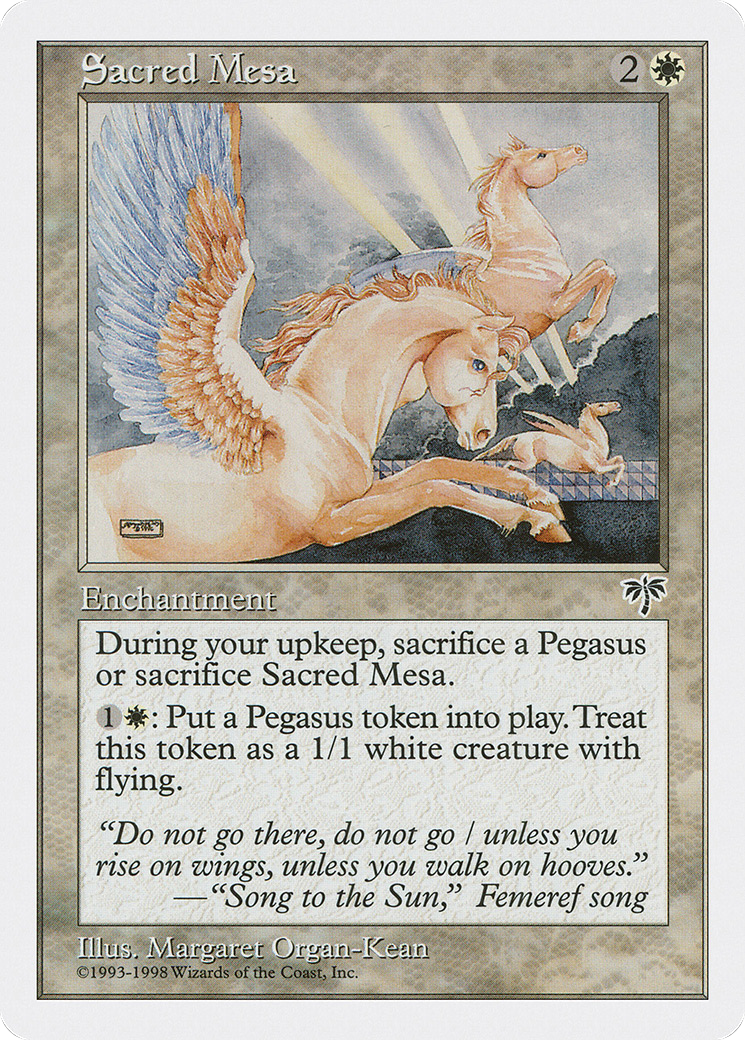 Sacred Mesa 2
Enchantment
During your upkeep, sacrifice a Pegasus
or sacrifice Sacred Mesa.
1 : Put a Pegasus token into play. Treat
this token as a 1/1 white creature with
flying.
“Do not go there, do not go / unless you
rise on wings, unless you walk on hooves.”
—“Song to the Sun,” Femeref song
Illus. Margaret Organ-Kean
©1993-1998 Wizards of the Coast, Inc.